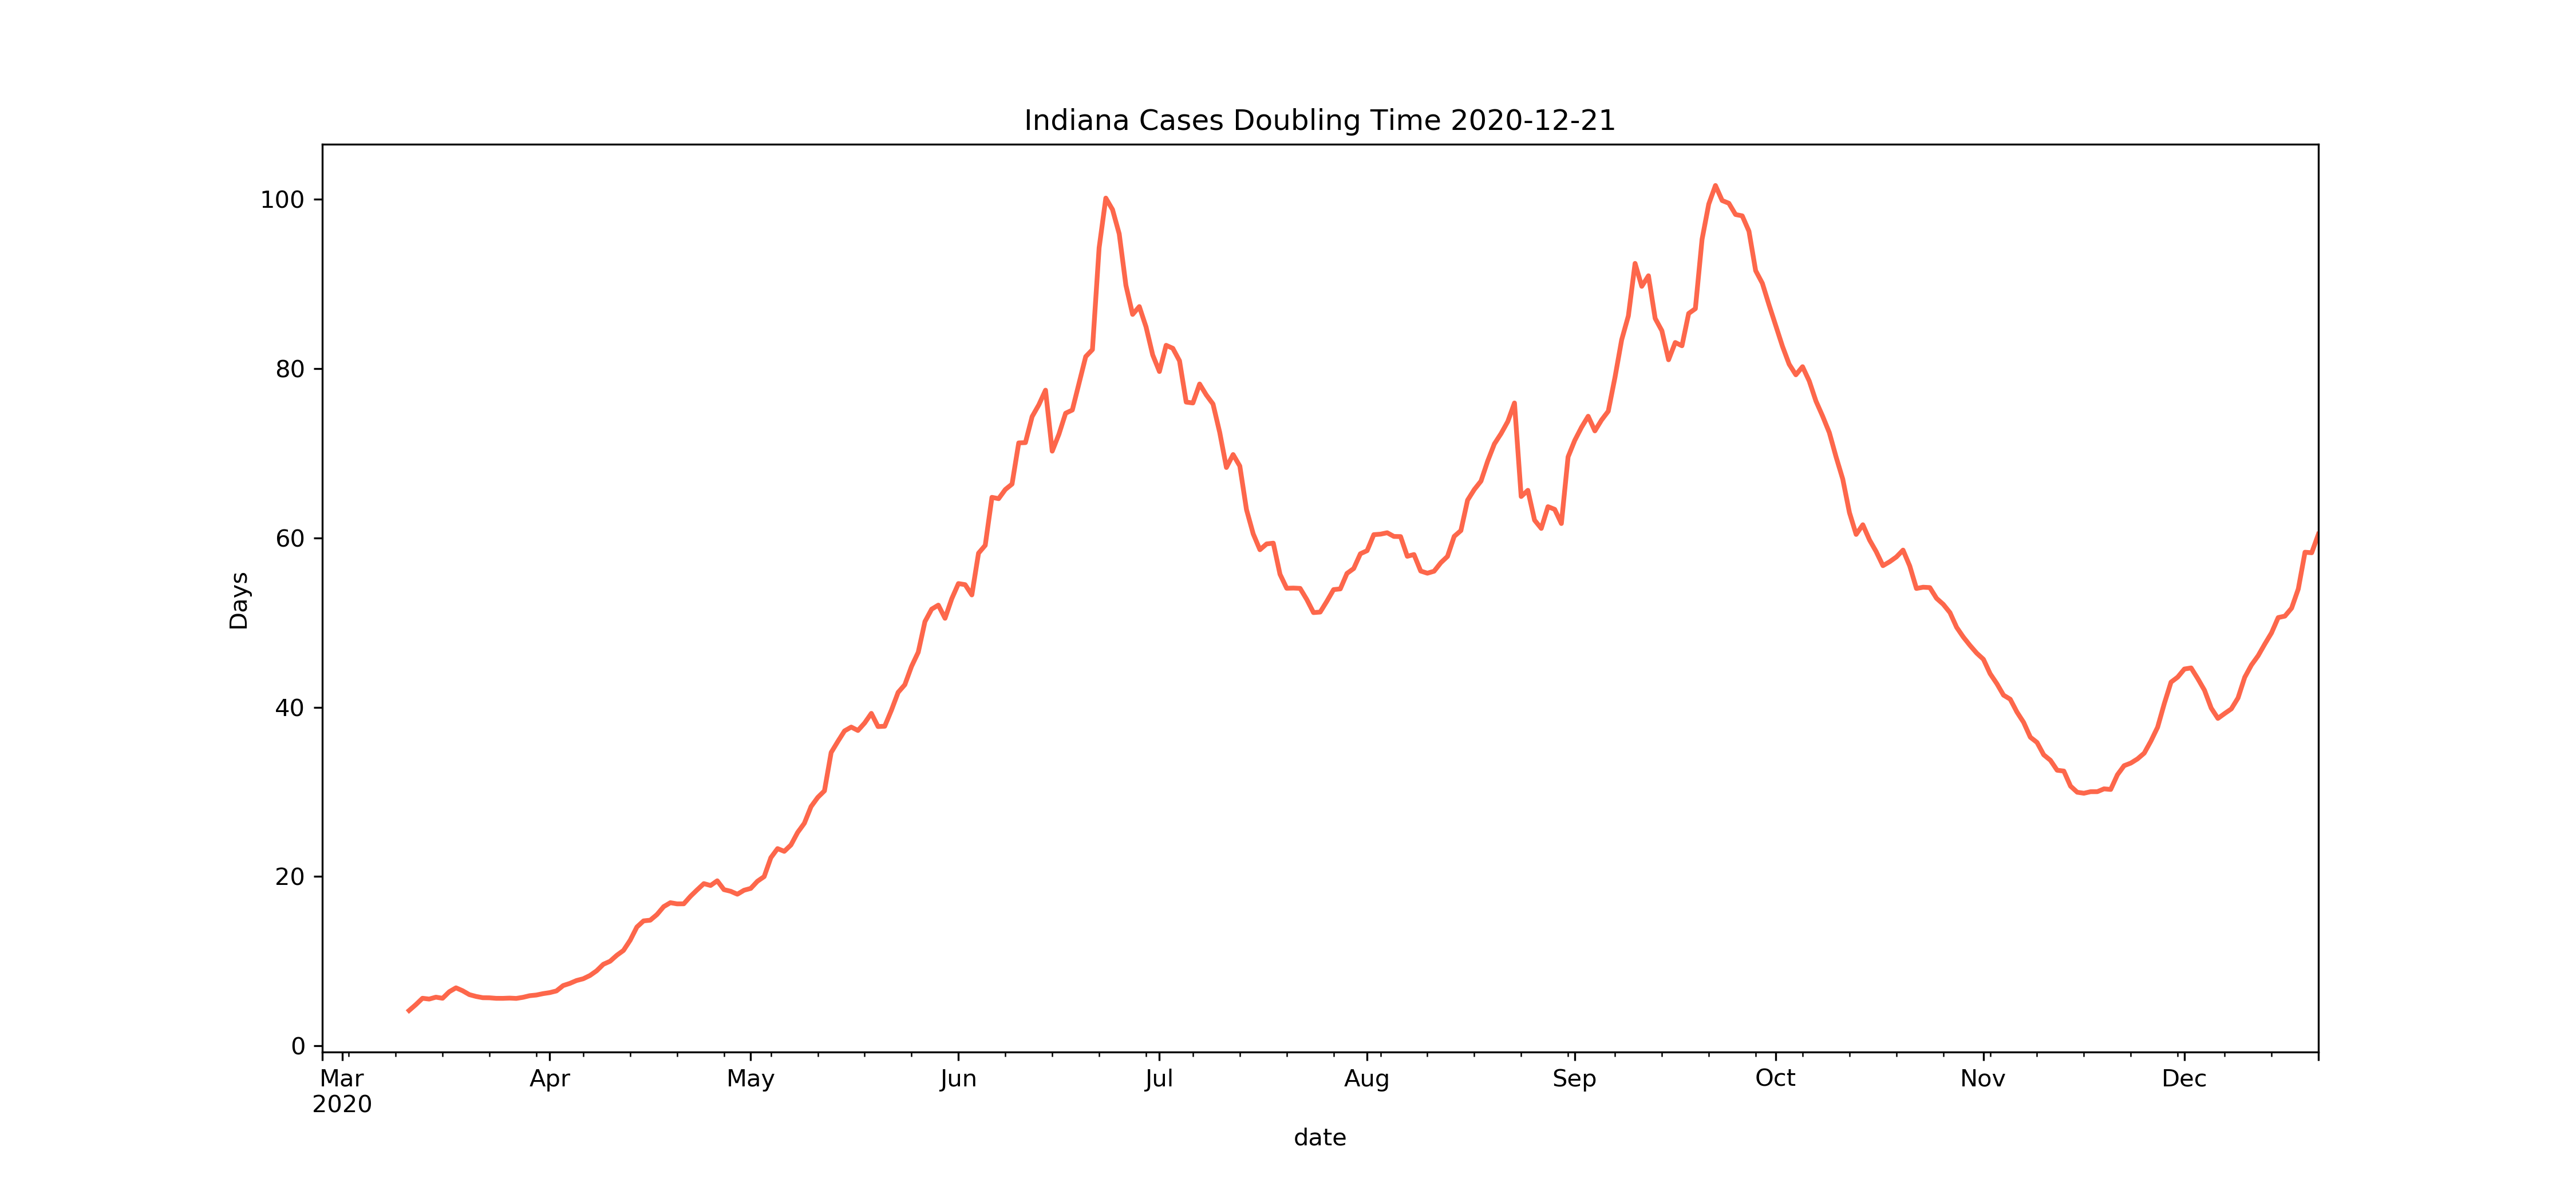 Indiana Cases Doubling Time 2020-12-21
100
80
60
40
20
0
Days
Mar Apr May Jun Jul Aug Sep Oct Nov Dec
2020
date